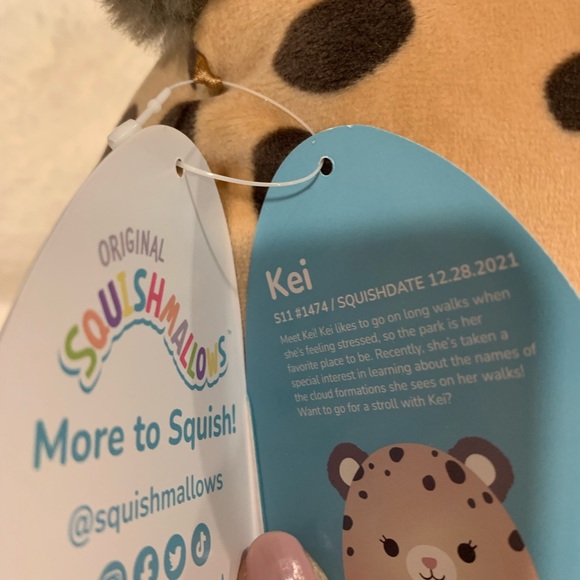 ORIGINAL
SQUISHMALLOWS™
More to Squish!
@squishmallows
Kei
S11 #1474 / SQUISHDATE 12.28.2021
Meet Kei! Kei likes to go on long walks when
she's feeling stressed, so the park is her
favorite place to be. Recently, she's taken a
special interest in learning about the names of
the cloud formations she sees on her walks!
Want to go for a stroll with Kei?